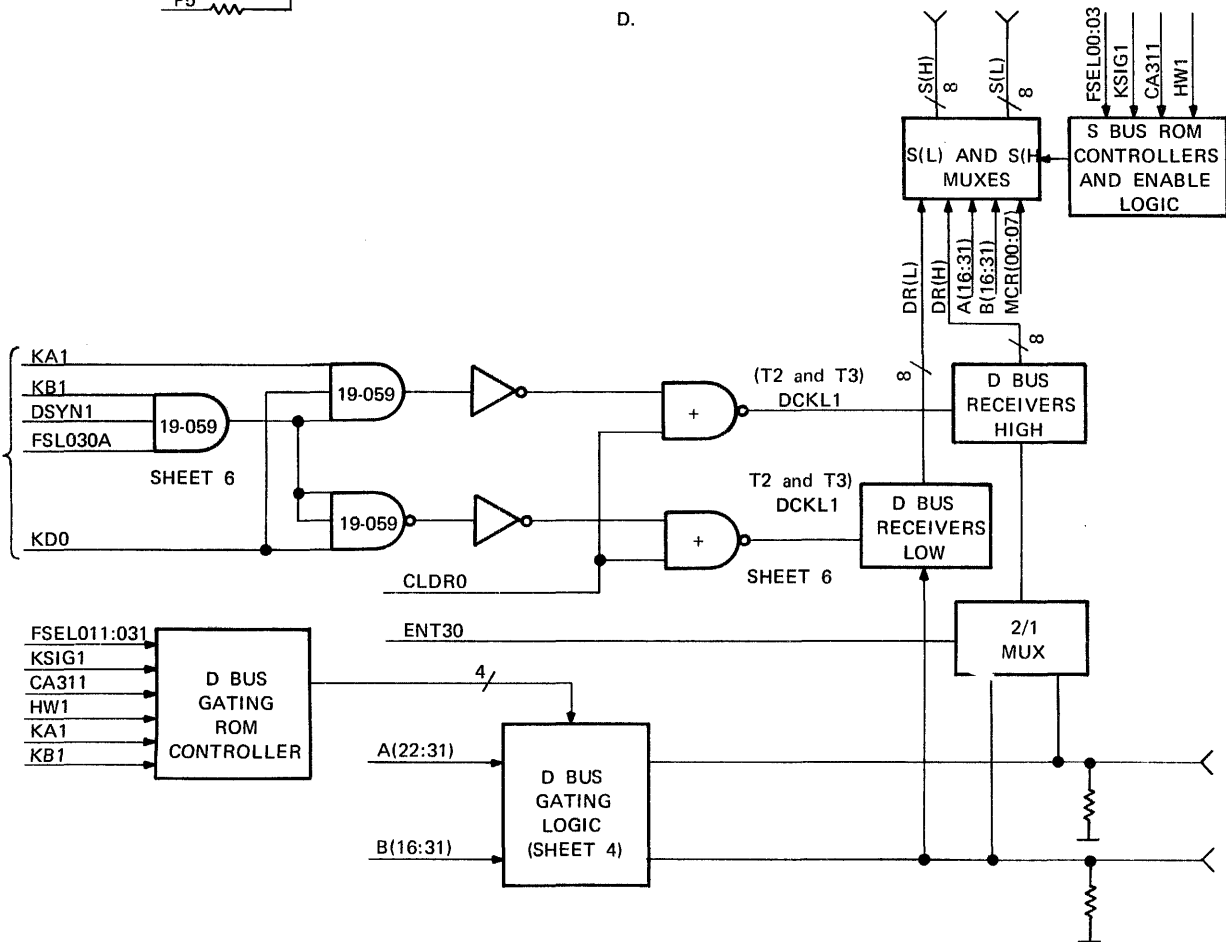 P5
D.
S(H)
8
S(L)
8
FSEL00:03
KSIG1
CA311
HW1
S(L) AND S(H
MUXES
S BUS ROM
CONTROLLERS
AND ENABLE
LOGIC
DR(L)
DR(H)
A(16:31)
B(16:31)
MCR(00:07)
8
8
KA1
KB1
DSYN1
FSL030A
19-059
SHEET 6
19-059
+
(T2 and T3)
DCKL1
D BUS
RECEIVERS
HIGH
19-059
+
T2 and T3)
DCKL1
SHEET 6
D BUS
RECEIVERS
LOW
KD0
CLDR0
ENT30
2/1
MUX
FSEL011:031
KSIG1
CA311
HW1
KA1
KB1
D BUS
GATING
ROM
CONTROLLER
4
A(22:31)
B(16:31)
D BUS
GATING
LOGIC
(SHEET 4)